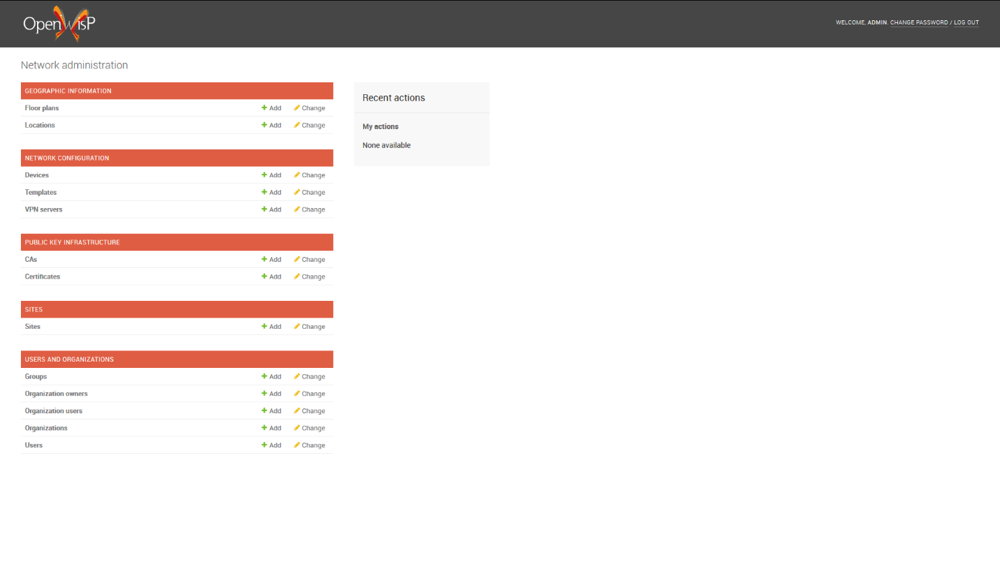 OpenWisP
WELCOME, ADMIN. CHANGE PASSWORD / LOG OUT
Network administration
GEOGRAPHIC INFORMATION
Floor plans Add Change
Locations Add Change
NETWORK CONFIGURATION
Devices Add Change
Templates Add Change
VPN servers Add Change
PUBLIC KEY INFRASTRUCTURE
CAs Add Change
Certificates Add Change
SITES
Sites Add Change
USERS AND ORGANIZATIONS
Groups Add Change
Organization owners Add Change
Organization users Add Change
Organizations Add Change
Users Add Change
Recent actions
My actions
None available